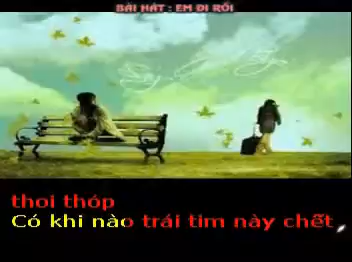 BÀI HÁT : EM ĐI RỒI
thoi thóp
Có khi nào trái tim này chết